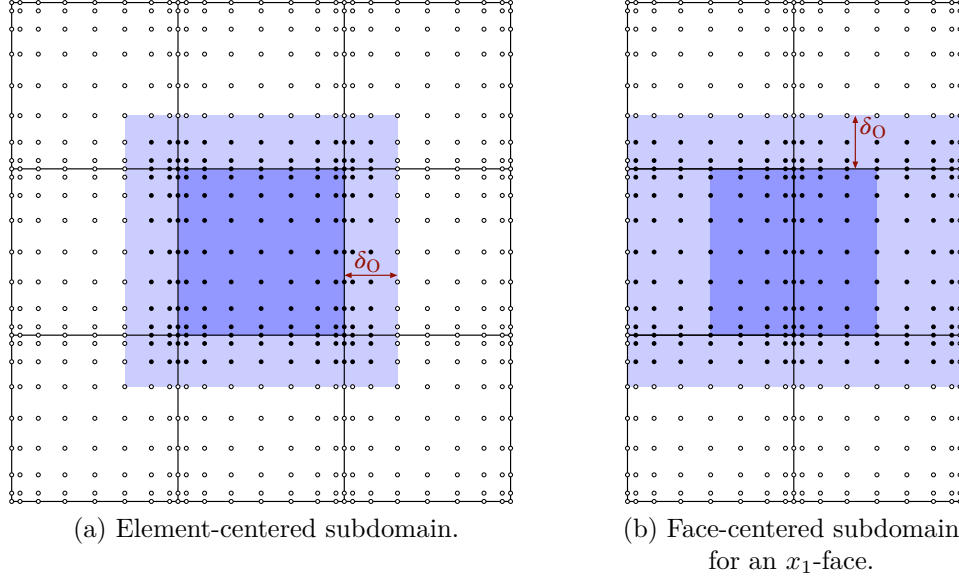 δO
δO
(a) Element-centered subdomain.
(b) Face-centered subdomain
for an x1-face.